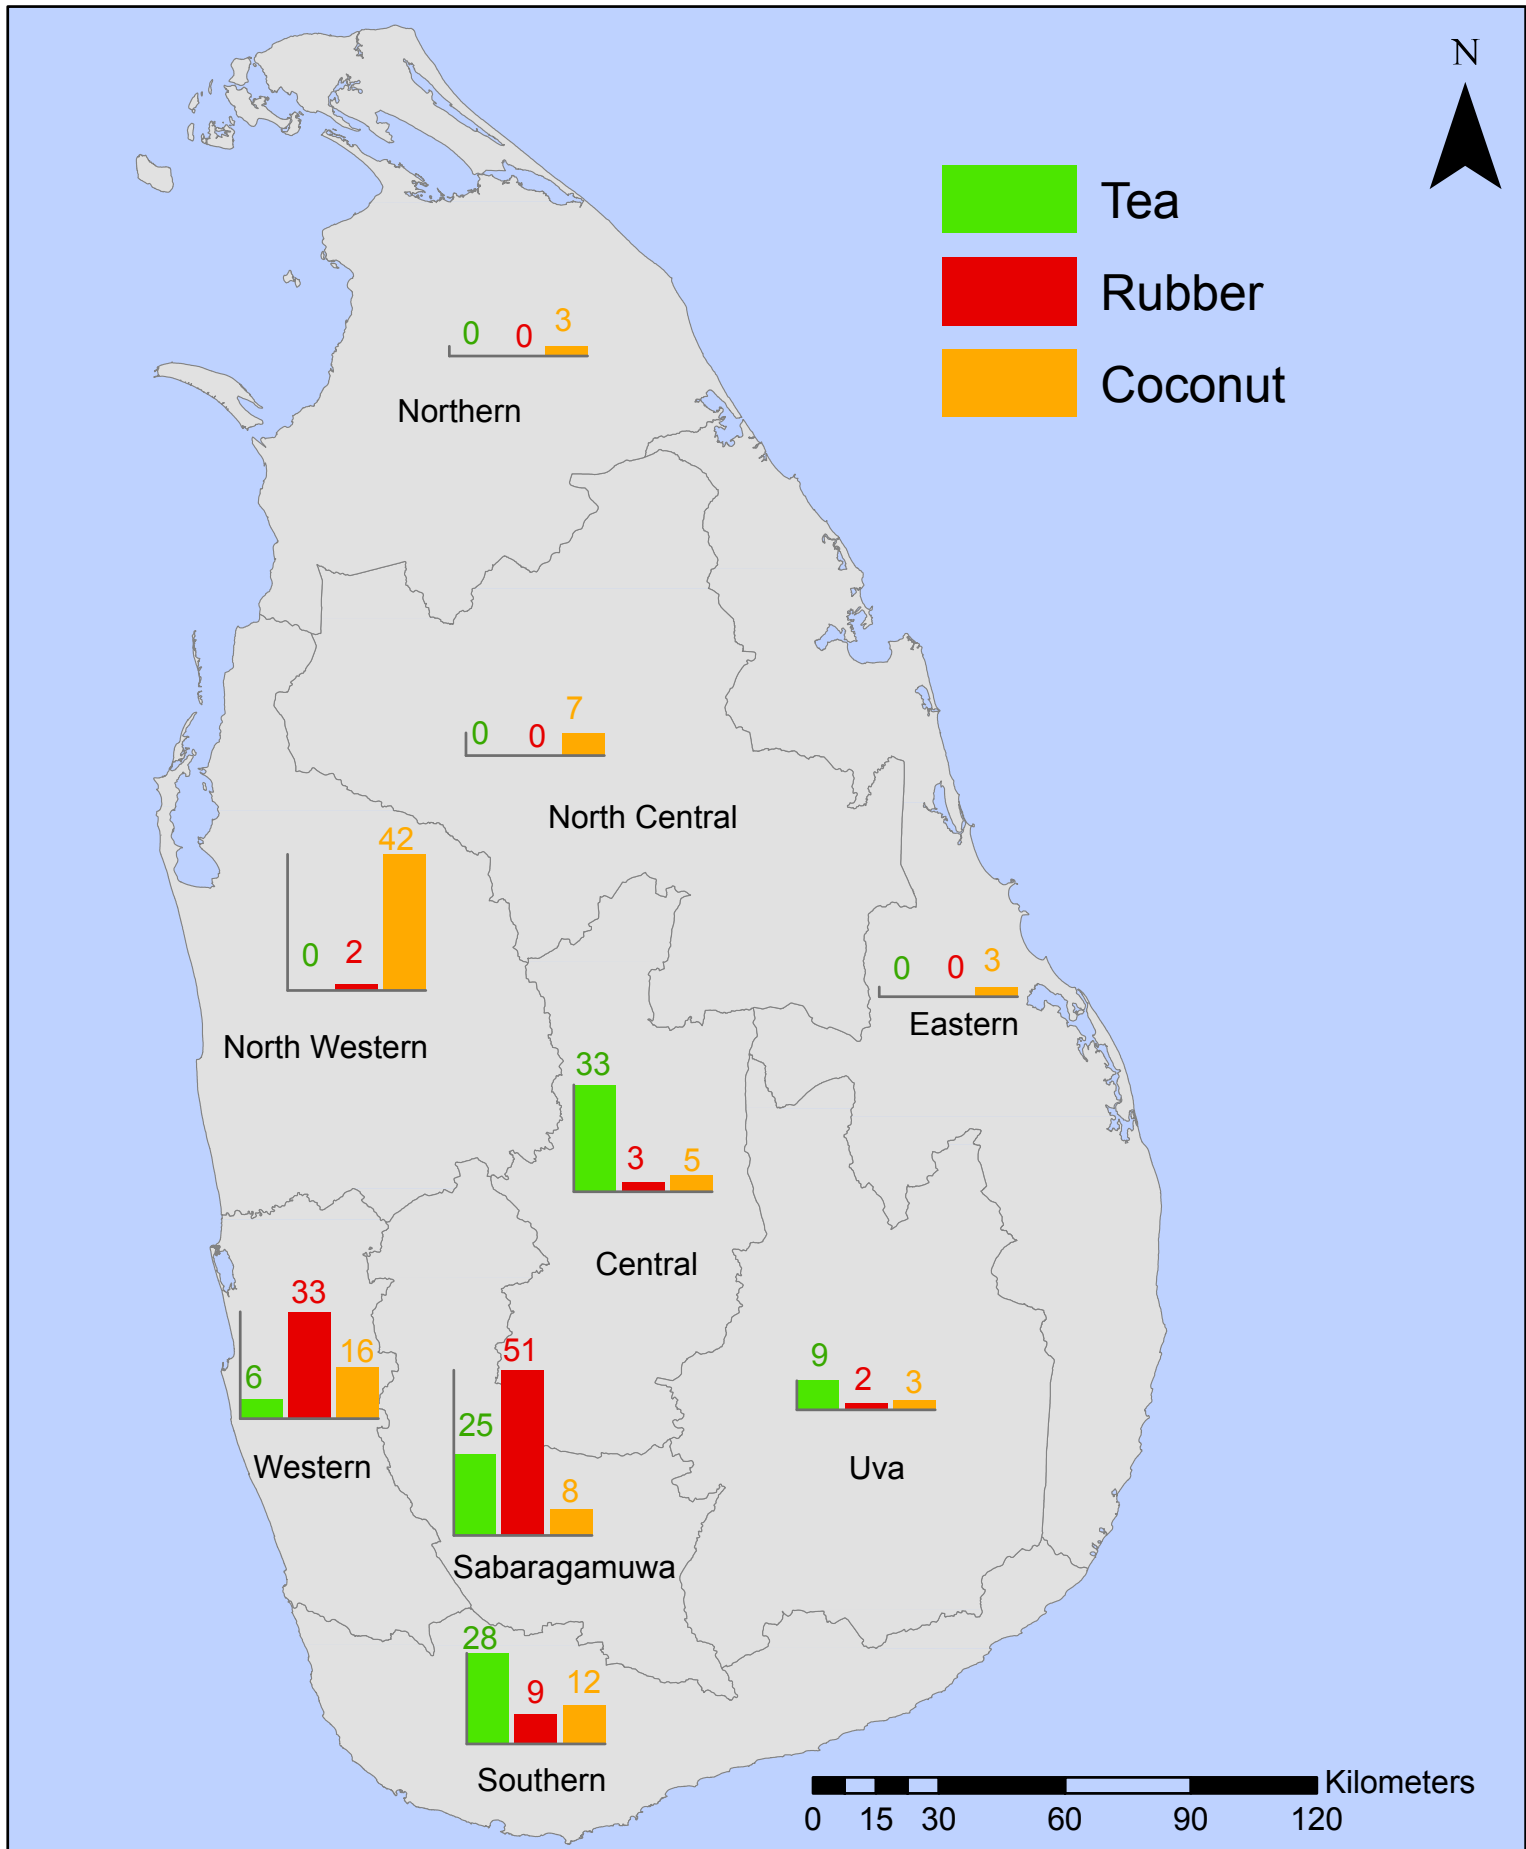 N
Tea
Rubber
Coconut
0 0 3
Northern
0 0 7
North Central
0 2 42
North Western
0 0 3
Eastern
33 3 5
Central
6 33 16
Western
25 51 8
Sabaragamuwa
9 2 3
Uva
28 9 12
Southern
Kilometers
0 15 30 60 90 120